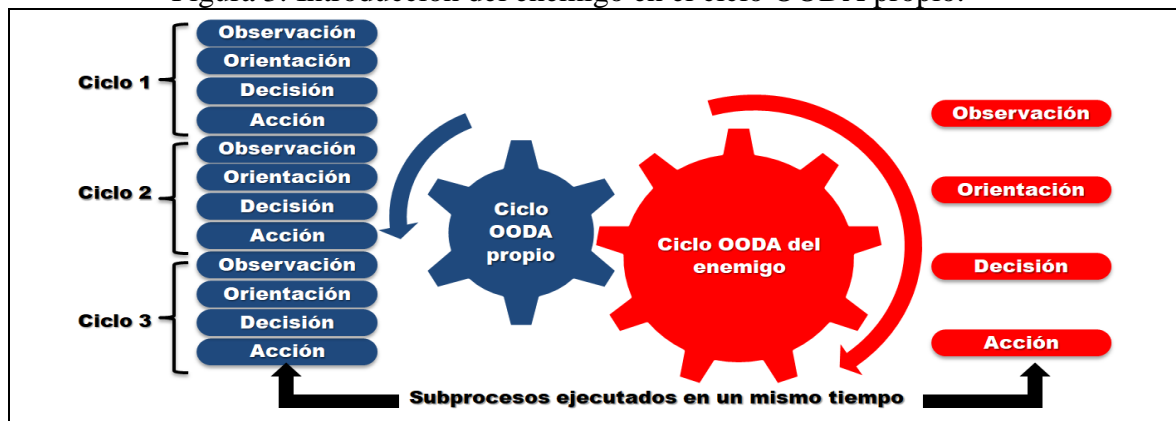 Figura 3. Introducción del enemigo en el ciclo OODA propio.
Ciclo 1
Observación
Orientación
Decisión
Acción
Ciclo 2
Observación
Orientación
Decisión
Acción
Ciclo 3
Observación
Orientación
Decisión
Acción
Ciclo
OODA
propio
Ciclo OODA del
enemigo
Observación
Orientación
Decisión
Acción
Subprocesos ejecutados en un mismo tiempo